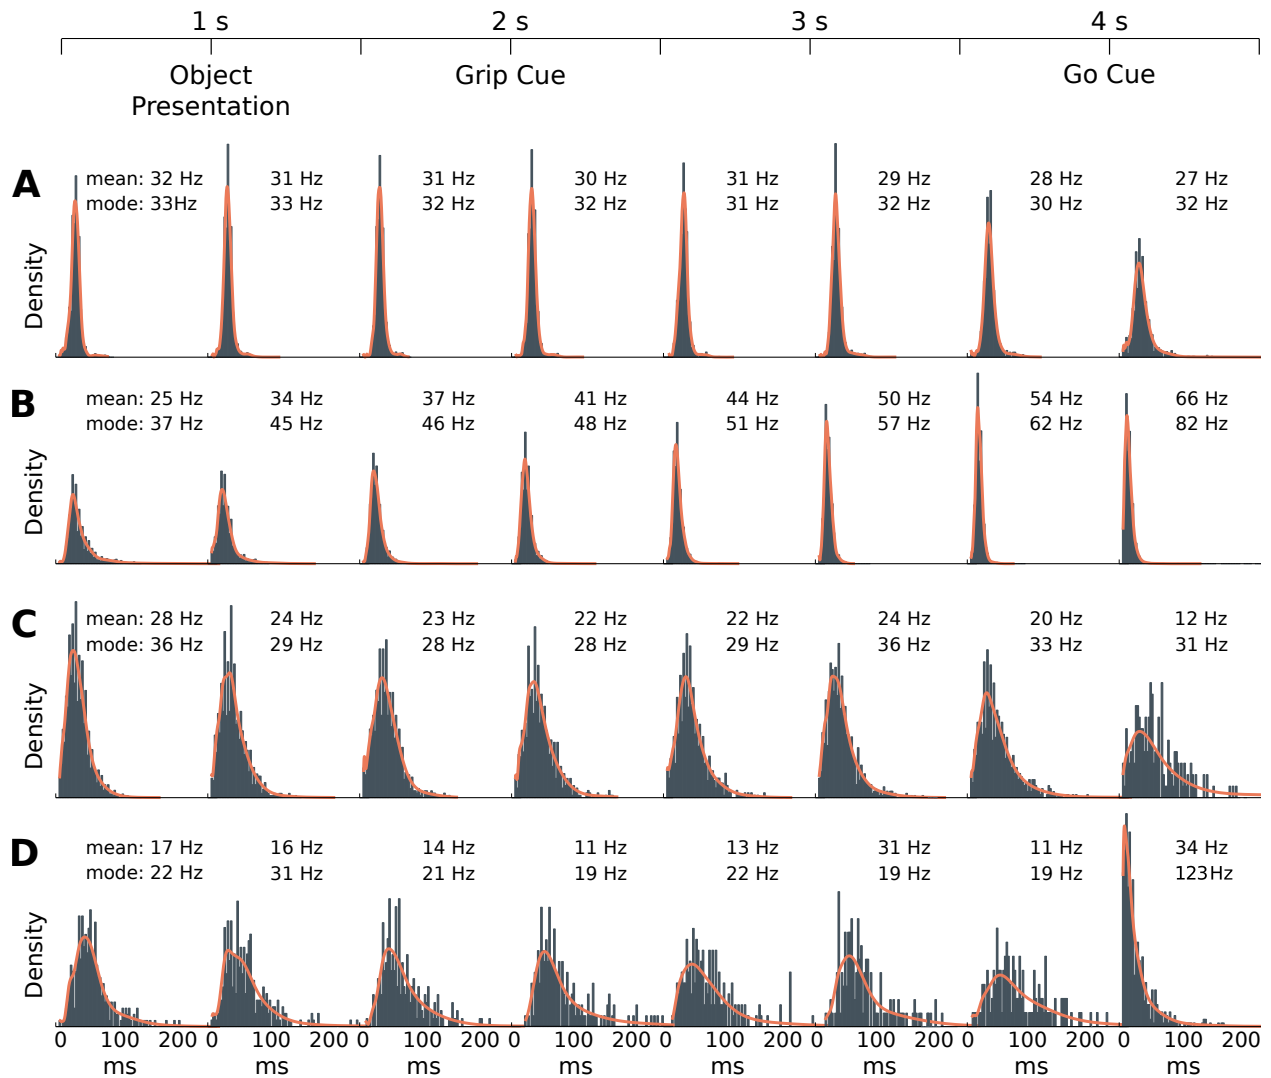 1 s 2 s 3 s 4 s
Object Grip Cue Go Cue
Presentation
A
mean: 32 Hz 31 Hz 31 Hz 30 Hz 31 Hz 29 Hz 28 Hz 27 Hz
mode: 33Hz 33 Hz 32 Hz 32 Hz 31 Hz 32 Hz 30 Hz 32 Hz
Density
B
mean: 25 Hz 34 Hz 37 Hz 41 Hz 44 Hz 50 Hz 54 Hz 66 Hz
mode: 37 Hz 45 Hz 46 Hz 48 Hz 51 Hz 57 Hz 62 Hz 82 Hz
Density
C
mean: 28 Hz 24 Hz 23 Hz 22 Hz 22 Hz 24 Hz 20 Hz 12 Hz
mode: 36 Hz 29 Hz 28 Hz 28 Hz 29 Hz 36 Hz 33 Hz 31 Hz
Density
D
mean: 17 Hz 16 Hz 14 Hz 11 Hz 13 Hz 31 Hz 11 Hz 34 Hz
mode: 22 Hz 31 Hz 21 Hz 19 Hz 22 Hz 19 Hz 19 Hz 123Hz
Density
0 100 200 0 100 200 0 100 200 0 100 200 0 100 200 0 100 200 0 100 200 0 100 200
ms ms ms ms ms ms ms ms